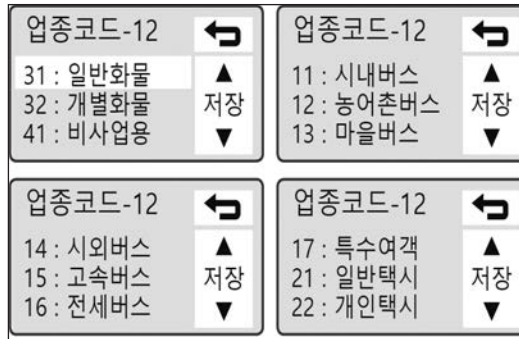 업종코드-12
31 : 일반화물
32 : 개별화물
41 : 비사업용
저장
업종코드-12
11 : 시내버스
12 : 농어촌버스
13 : 마을버스
저장
업종코드-12
14 : 시외버스
15 : 고속버스
16 : 전세버스
저장
업종코드-12
17 : 특수여객
21 : 일반택시
22 : 개인택시
저장